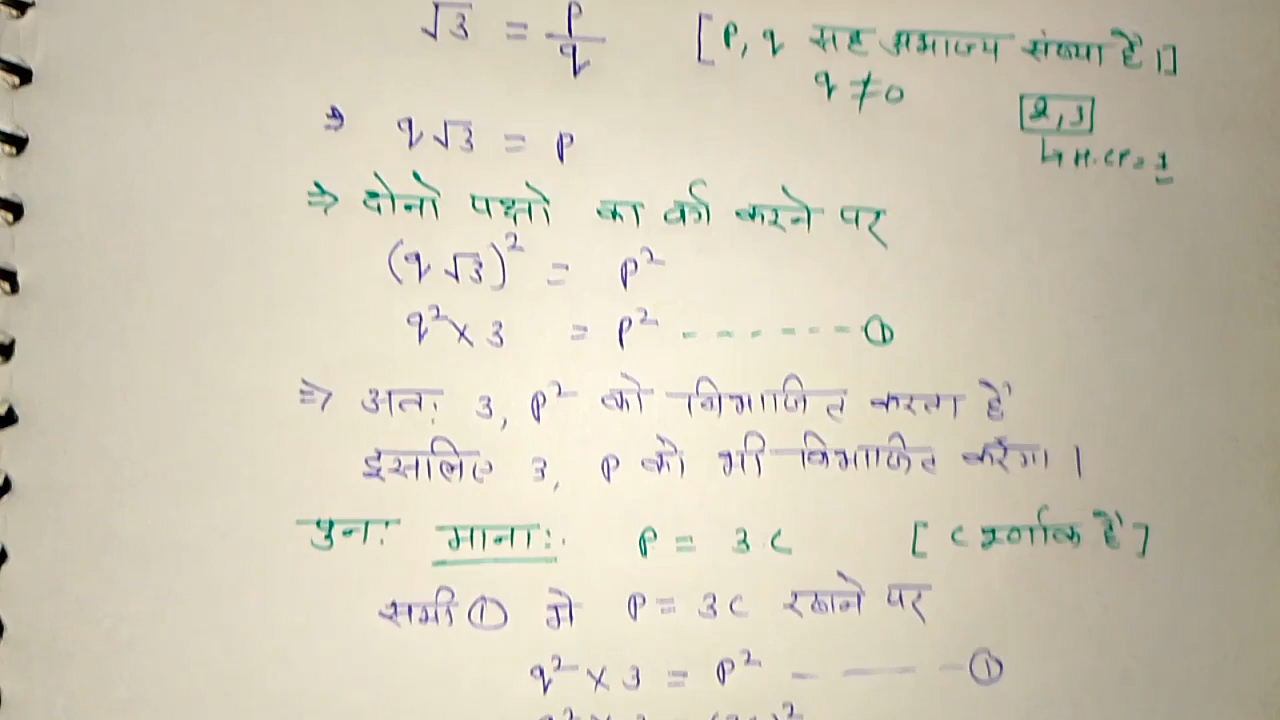 √3 = p/q [p, q सह अभाज्य संख्या है।]
q ≠ 0
2, 3
↳ H.CF = 1
⇒ q√3 = p
⇒ दोनो पक्षो का वर्ग करने पर
(q√3)² = p²
q² × 3 = p² ------- ①
⇒ अतः 3, p² को विभाजित करता है
इसलिए 3, p को भी विभाजित करेगा।
पुनः माना:. p = 3.c [c पूर्णांक है]
समी ① मे p = 3c रखने पर
q² × 3 = p² - — - ①